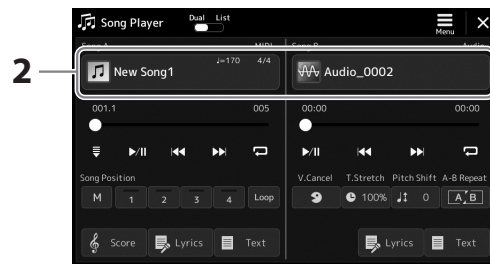 Song Player
Dual List
Menu
Song A
MIDI
Song B
Audio
2
New Song1
♩=170 4/4
Audio_0002
001.1
005
00:00
00:00
Song Position
V.Cancel T.Stretch Pitch Shift A-B Repeat
M 1 2 3 4 Loop
100% 0 A B
Score Lyrics Text
Lyrics Text